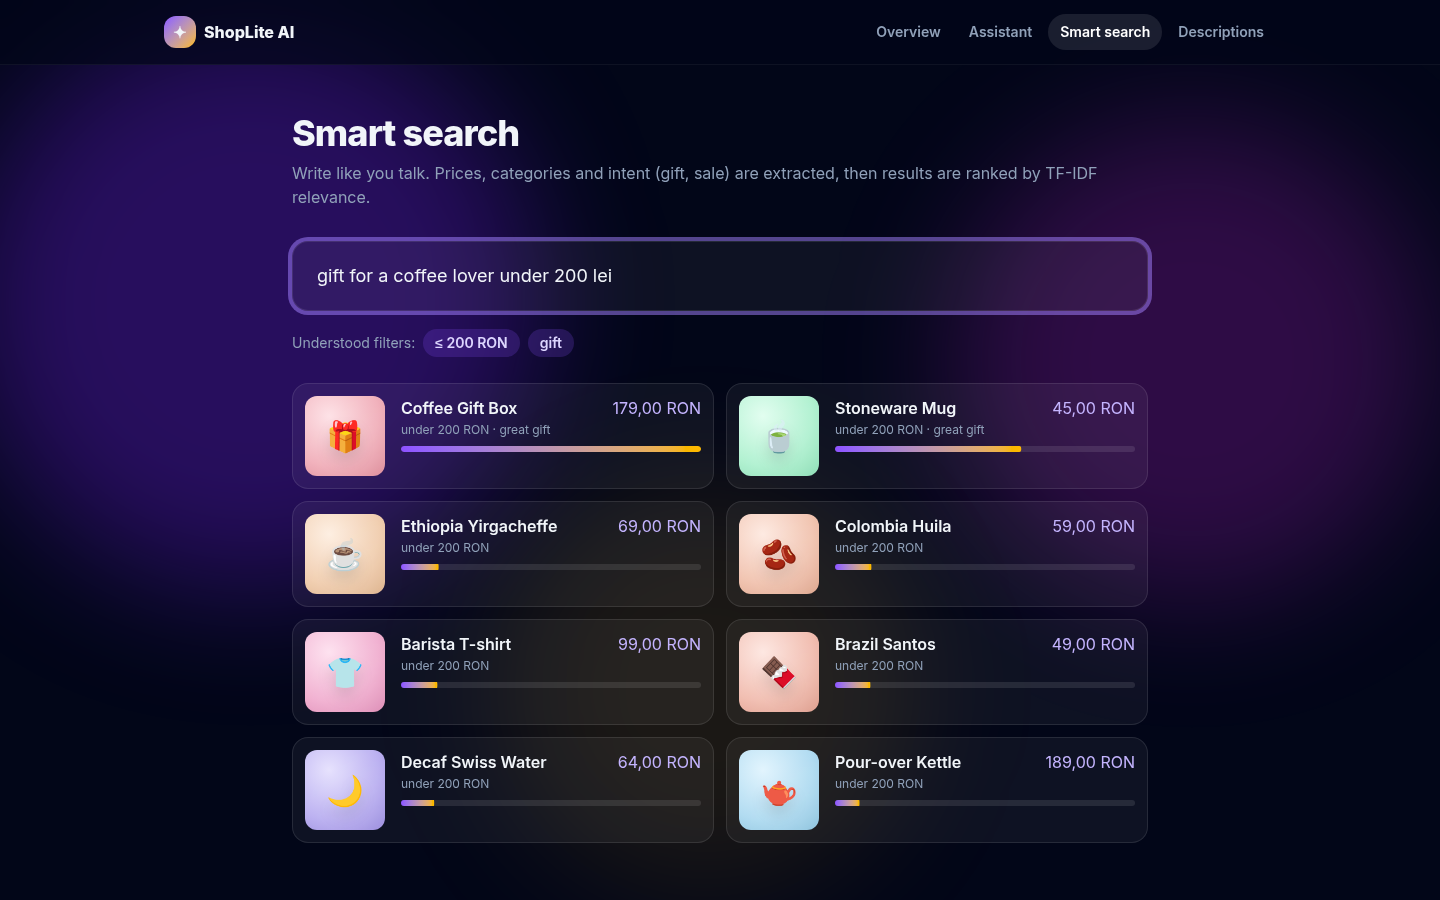 ShopLite AI
Overview
Assistant
Smart search
Descriptions
Smart search
Write like you talk. Prices, categories and intent (gift, sale) are extracted, then results are ranked by TF-IDF
relevance.
gift for a coffee lover under 200 lei
Understood filters: ≤ 200 RON gift
Coffee Gift Box 179,00 RON
under 200 RON · great gift
Stoneware Mug 45,00 RON
under 200 RON · great gift
Ethiopia Yirgacheffe 69,00 RON
under 200 RON
Colombia Huila 59,00 RON
under 200 RON
Barista T-shirt 99,00 RON
under 200 RON
Brazil Santos 49,00 RON
under 200 RON
Decaf Swiss Water 64,00 RON
under 200 RON
Pour-over Kettle 189,00 RON
under 200 RON